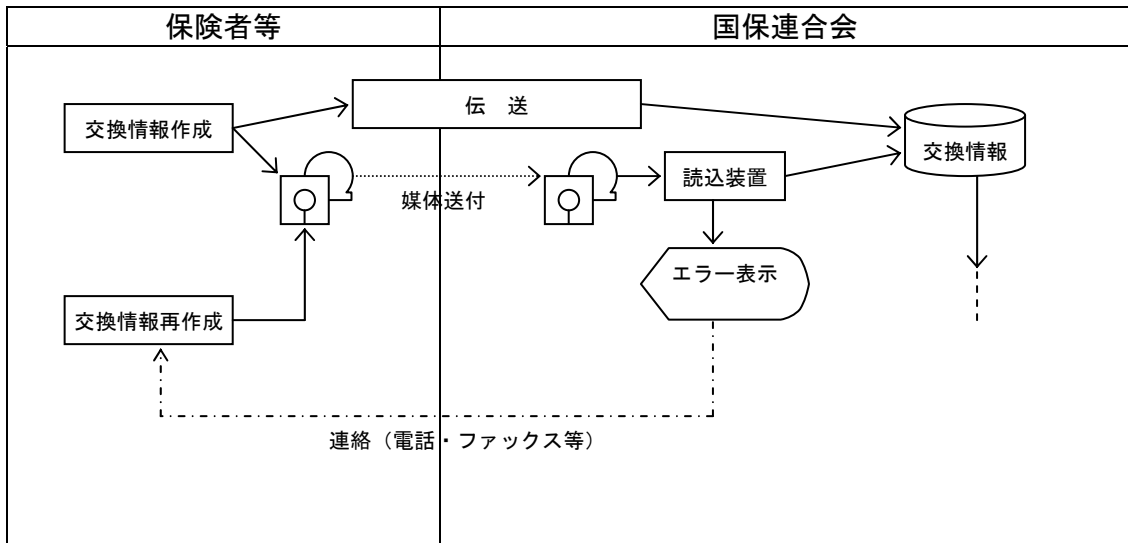 保険者等
国保連合会
伝　送
交換情報作成
交換情報
読込装置
媒体送付
エラー表示
交換情報再作成
連絡（電話・ファックス等）